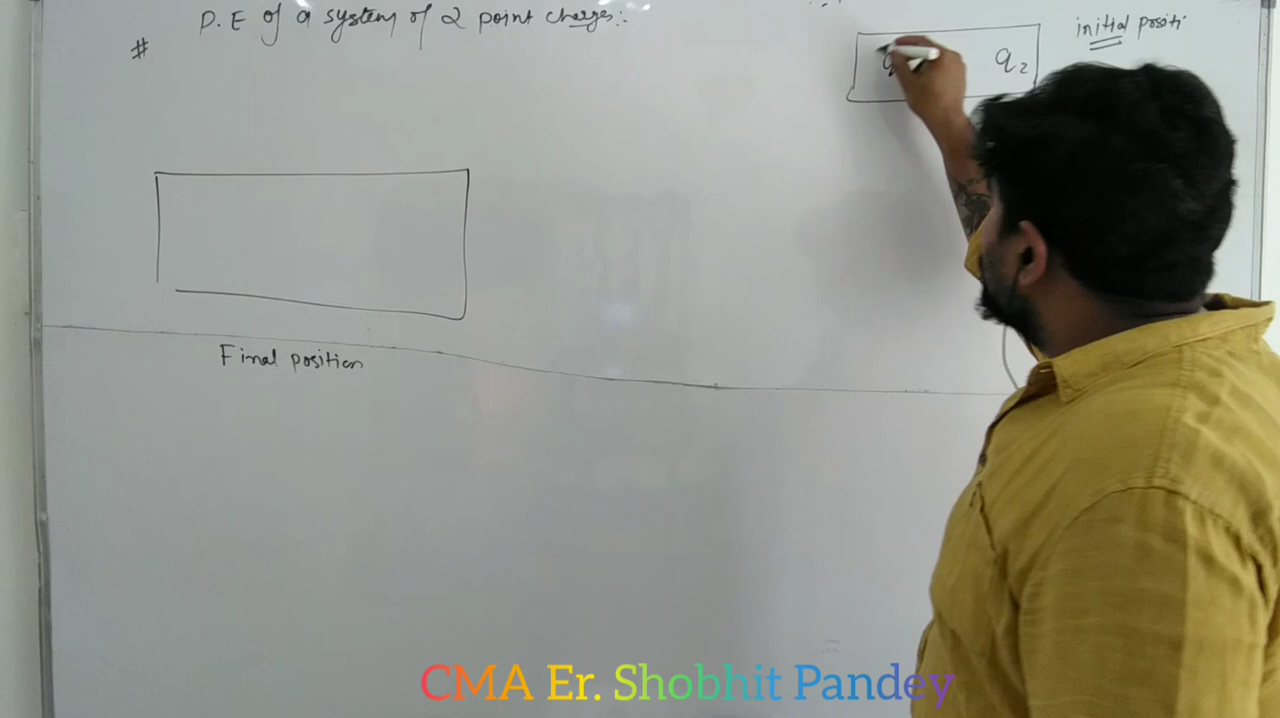 P.E of a system of 2 point charges:-
#
initial positi
q₂
Final position
CMA Er. Shobhit Pandey